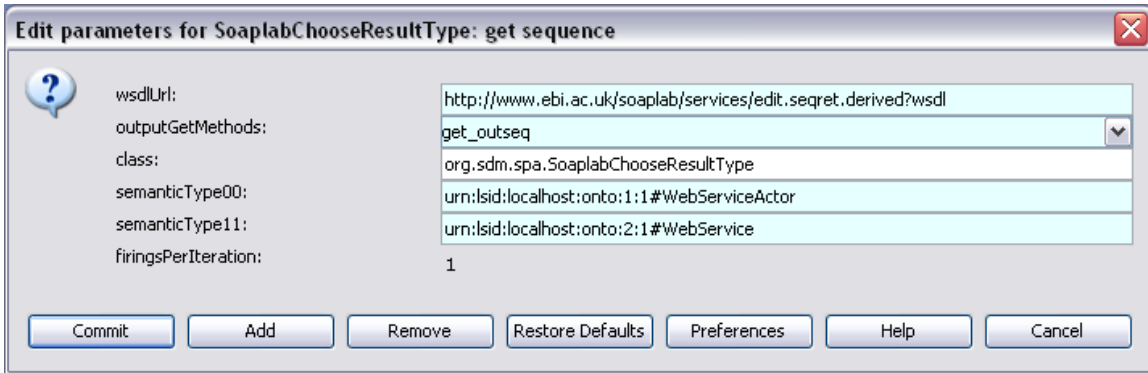 Edit parameters for SoaplabChooseResultType: get sequence
wsdlUrl: http://www.ebi.ac.uk/soaplab/services/edit.seqret.derived?wsdl
outputGetMethods: get_outseq
class: org.sdm.spa.SoaplabChooseResultType
semanticType00: urn:lsid:localhost:onto:1:1#WebServiceActor
semanticType11: urn:lsid:localhost:onto:2:1#WebService
firingsPerIteration: 1
Commit Add Remove Restore Defaults Preferences Help Cancel